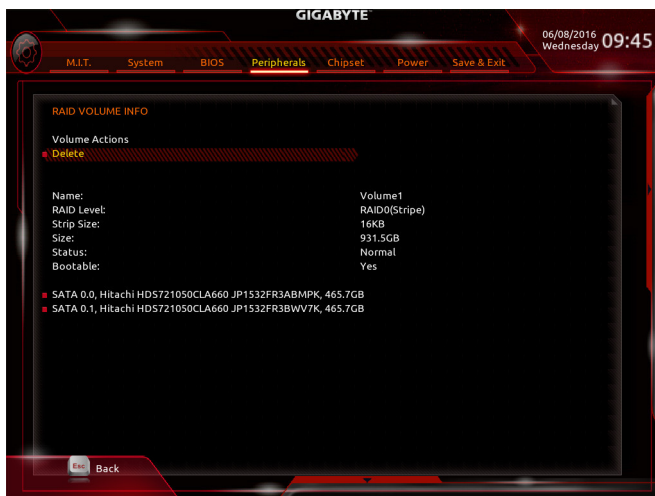 GIGABYTE™
06/08/2016
Wednesday 09:45
M.I.T. System BIOS Peripherals Chipset Power Save & Exit
RAID VOLUME INFO
Volume Actions
Delete
Name: Volume1
RAID Level: RAID0(Stripe)
Strip Size: 16KB
Size: 931.5GB
Status: Normal
Bootable: Yes
SATA 0.0, Hitachi HDS721050CLA660 JP1532FR3ABMPK, 465.7GB
SATA 0.1, Hitachi HDS721050CLA660 JP1532FR3BWV7K, 465.7GB
Esc Back